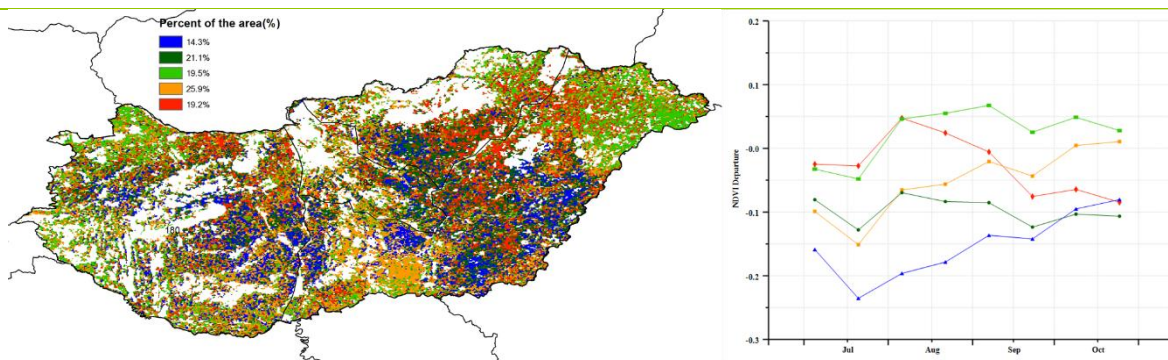 Percent of the area(%)
14.3%
21.1%
19.5%
25.9%
19.2%
180
NDVI Departure
0.2
0.1
-0.0
-0.1
-0.2
-0.3
Jul
Aug
Sep
Oct